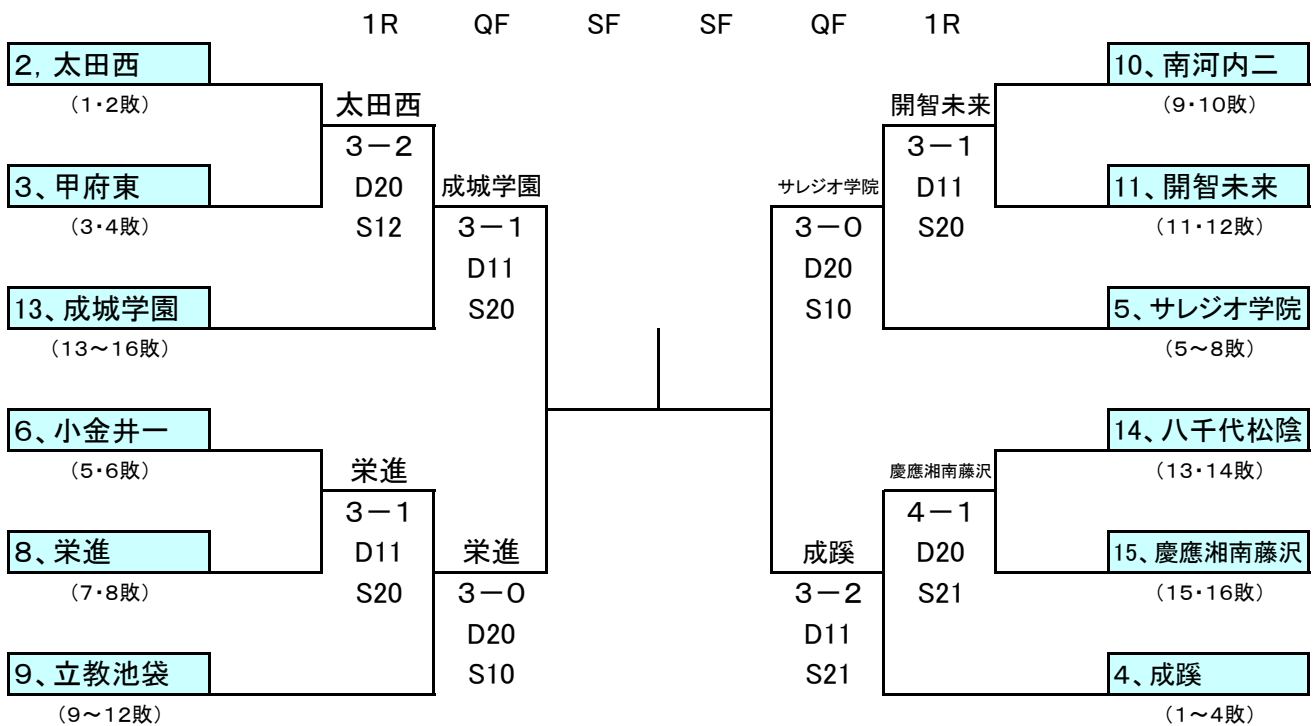 1R QF SF SF QF 1R
2, 太田西
(1・2敗)
太田西
3－2
D20
S12
3、甲府東
(3・4敗)
成城学園
3－1
D11
S20
13、成城学園
(13～16敗)
6、小金井一
(5・6敗)
栄進
3－1
D11
S20
8、栄進
(7・8敗)
栄進
3－0
D20
S10
9、立教池袋
(9～12敗)
10、南河内二
(9・10敗)
開智未来
3－1
D11
S20
11、開智未来
(11・12敗)
サレジオ学院
3－0
D20
S10
5、サレジオ学院
(5～8敗)
14、八千代松陰
(13・14敗)
慶應湘南藤沢
4－1
D20
S21
15、慶應湘南藤沢
(15・16敗)
成蹊
3－2
D11
S21
4、成蹊
(1～4敗)